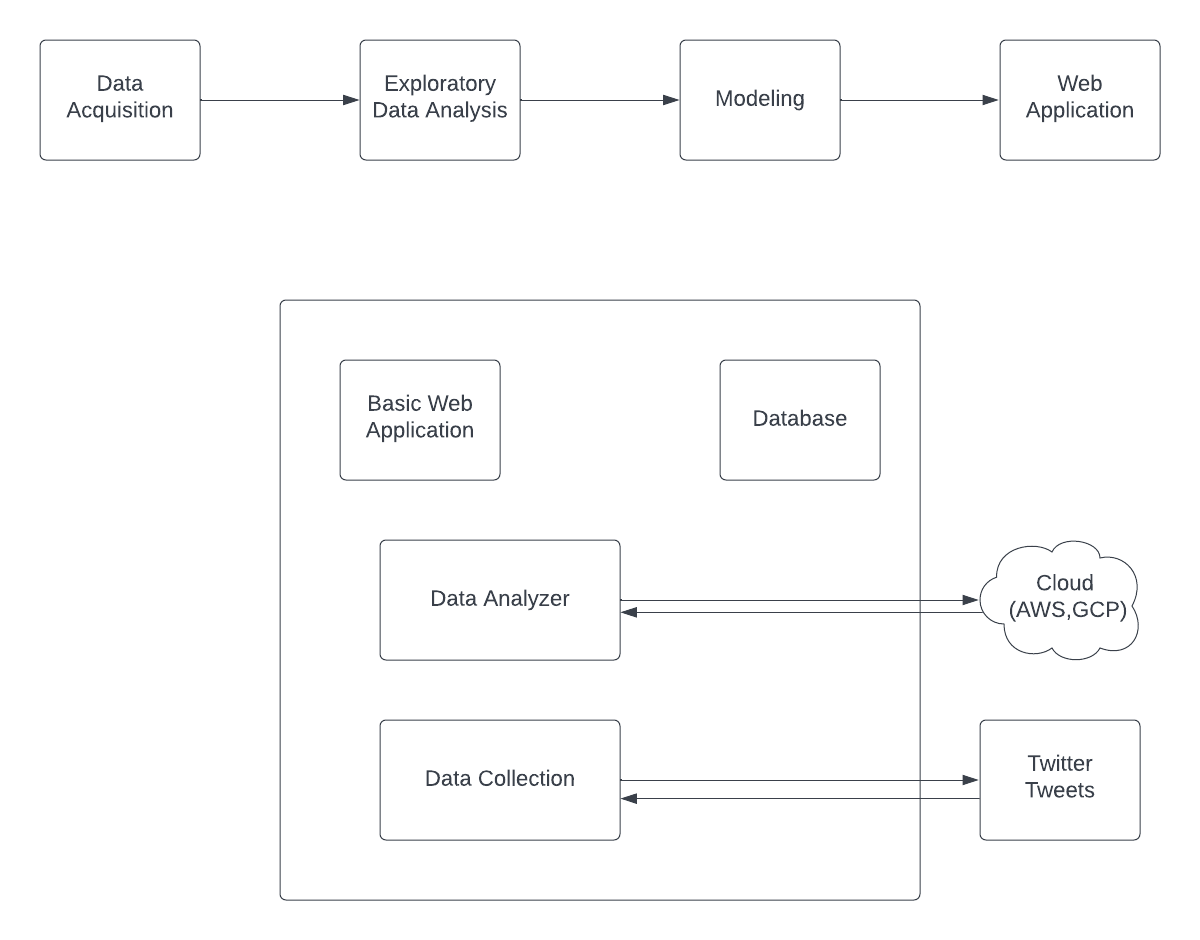 Data
Acquisition
Exploratory
Data Analysis
Modeling
Web
Application
Basic Web
Application
Database
Data Analyzer
Cloud
(AWS,GCP)
Data Collection
Twitter
Tweets